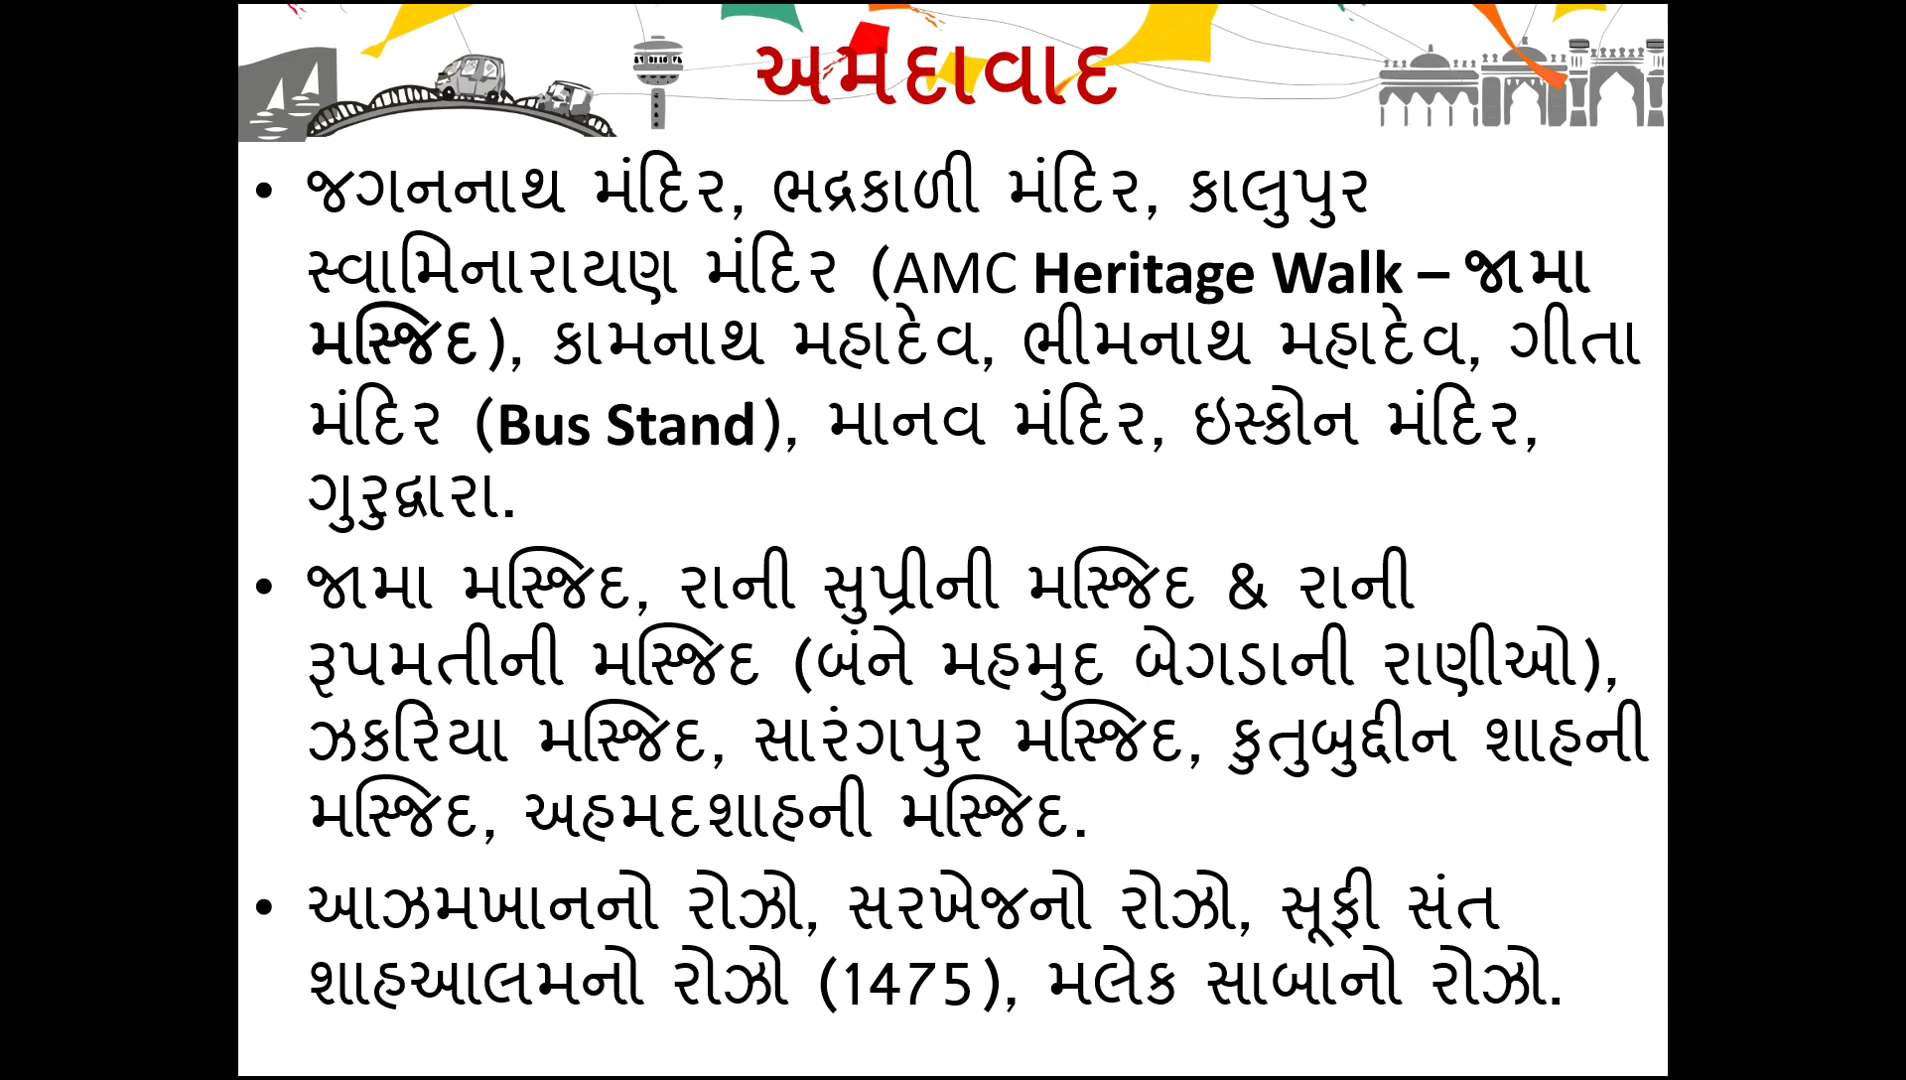 અમદાવાદ
• જગનનાથ મંદિર, ભદ્રકાળી મંદિર, કાલુપુર
સ્વામિનારાયણ મંદિર (AMC Heritage Walk – જામા
મસ્જિદ), કામનાથ મહાદેવ, ભીમનાથ મહાદેવ, ગીતા
મંદિર (Bus Stand), માનવ મંદિર, ઇસ્કોન મંદિર,
ગુરુદ્વારા.
• જામા મસ્જિદ, રાની સુપ્રીની મસ્જિદ & રાની
રૂપમતીની મસ્જિદ (બંને મહમુદ બેગડાની રાણીઓ),
ઝકરિયા મસ્જિદ, સારંગપુર મસ્જિદ, કુતુબુદ્દીન શાહની
મસ્જિદ, અહમદશાહની મસ્જિદ.
• આઝમખાનનો રોઝો, સરખેજનો રોઝો, સૂફી સંત
શાહઆલમનો રોઝો (1475), મલેક સાબાનો રોઝો.